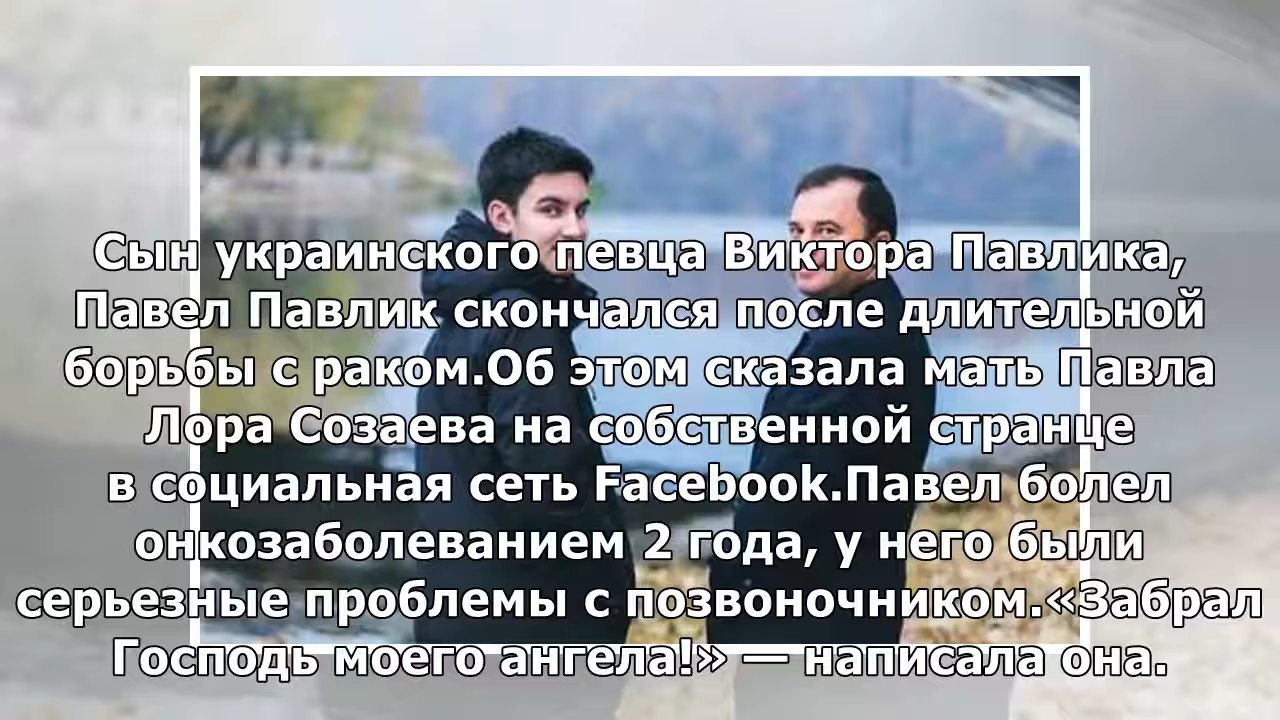 Сын украинского певца Виктора Павлика,
Павел Павлик скончался после длительной
борьбы с раком.Об этом сказала мать Павла
Лора Созаева на собственной странце
в социальная сеть Facebook.Павел болел
онкозаболеванием 2 года, у него были
серьезные проблемы с позвоночником.«Забрал
Господь моего ангела!» — написала она.